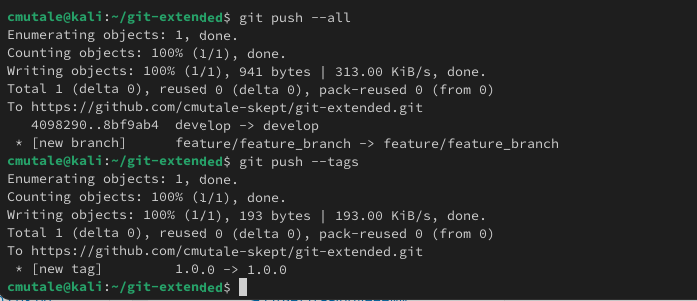 cmutale@kali:~/git-extended$ git push --all
Enumerating objects: 1, done.
Counting objects: 100% (1/1), done.
Writing objects: 100% (1/1), 941 bytes | 313.00 KiB/s, done.
Total 1 (delta 0), reused 0 (delta 0), pack-reused 0 (from 0)
To https://github.com/cmutale-skept/git-extended.git
   4098290..8bf9ab4  develop -> develop
 * [new branch]      feature/feature_branch -> feature/feature_branch
cmutale@kali:~/git-extended$ git push --tags
Enumerating objects: 1, done.
Counting objects: 100% (1/1), done.
Writing objects: 100% (1/1), 193 bytes | 193.00 KiB/s, done.
Total 1 (delta 0), reused 0 (delta 0), pack-reused 0 (from 0)
To https://github.com/cmutale-skept/git-extended.git
 * [new tag]         1.0.0 -> 1.0.0
cmutale@kali:~/git-extended$